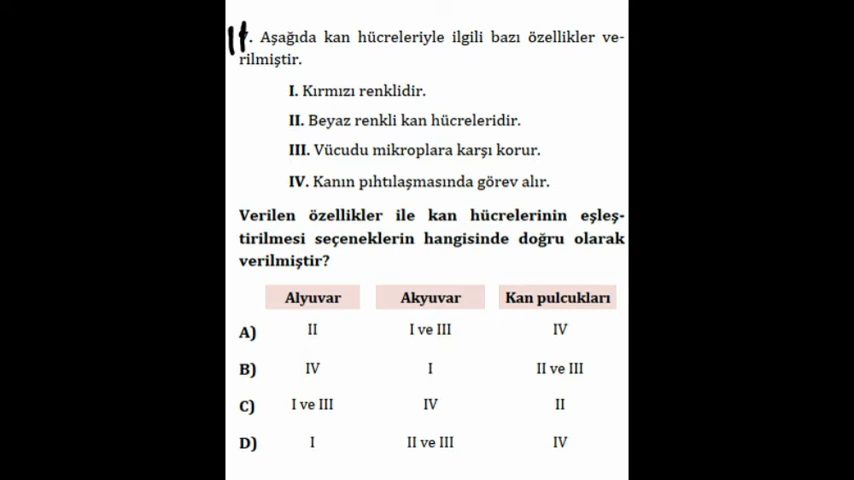 11. Aşağıda kan hücreleriyle ilgili bazı özellikler ve-
rilmiştir.
I. Kırmızı renklidir.
II. Beyaz renkli kan hücreleridir.
III. Vücudu mikroplara karşı korur.
IV. Kanın pıhtılaşmasında görev alır.
Verilen özellikler ile kan hücrelerinin eşleş-
tirilmesi seçeneklerin hangisinde doğru olarak
verilmiştir?
Alyuvar Akyuvar Kan pulcukları
A) II I ve III IV
B) IV I II ve III
C) I ve III IV II
D) I II ve III IV